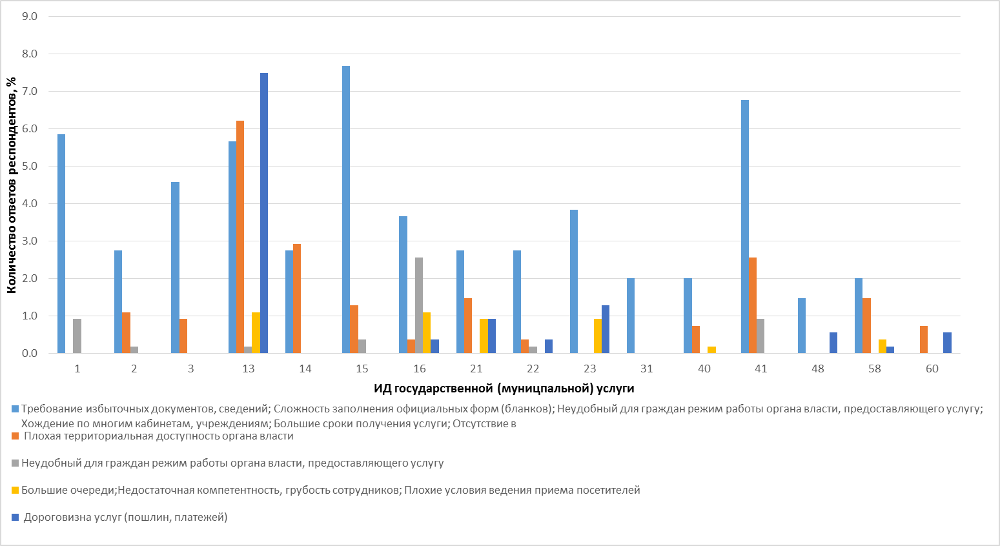 9.0
8.0
7.0
6.0
5.0
4.0
3.0
2.0
1.0
0.0
Количество ответов респондентов, %
1 2 3 13 14 15 16 21 22 23 31 40 41 48 58 60
ИД государственной (муницпальной) услуги
Требование избыточных документов, сведений; Сложность заполнения официальных форм (бланков); Неудобный для граждан режим работы органа власти, предоставляющего услугу;
Хождение по многим кабинетам, учреждениям; Большие сроки получения услуги; Отсутствие в
Плохая территориальная доступность органа власти
Неудобный для граждан режим работы органа власти, предоставляющего услугу
Большие очереди;Недостаточная компетентность, грубость сотрудников; Плохие условия ведения приема посетителей
Дороговизна услуг (пошлин, платежей)